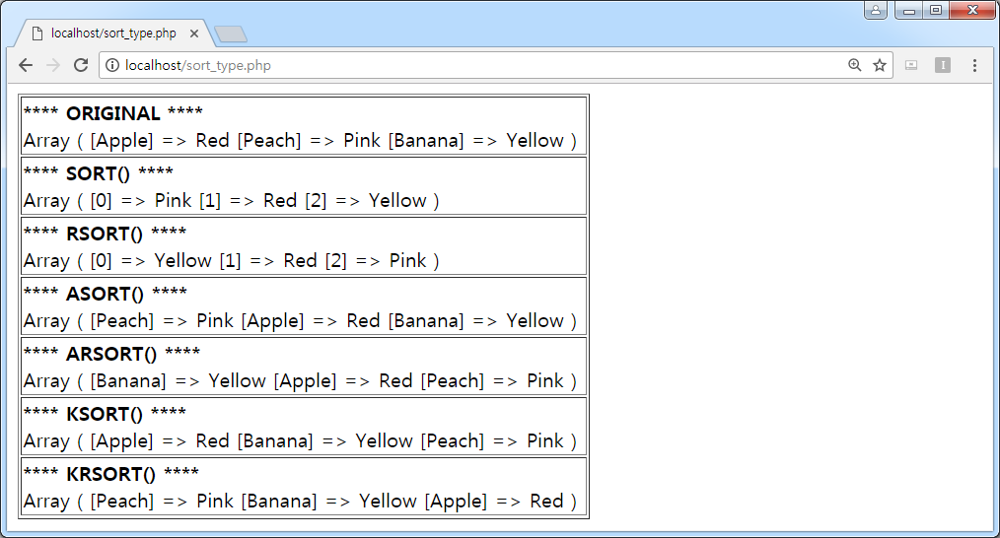 localhost/sort_type.php
localhost/sort_type.php
**** ORIGINAL ****
Array ( [Apple] => Red [Peach] => Pink [Banana] => Yellow )
**** SORT() ****
Array ( [0] => Pink [1] => Red [2] => Yellow )
**** RSORT() ****
Array ( [0] => Yellow [1] => Red [2] => Pink )
**** ASORT() ****
Array ( [Peach] => Pink [Apple] => Red [Banana] => Yellow )
**** ARSORT() ****
Array ( [Banana] => Yellow [Apple] => Red [Peach] => Pink )
**** KSORT() ****
Array ( [Apple] => Red [Banana] => Yellow [Peach] => Pink )
**** KRSORT() ****
Array ( [Peach] => Pink [Banana] => Yellow [Apple] => Red )